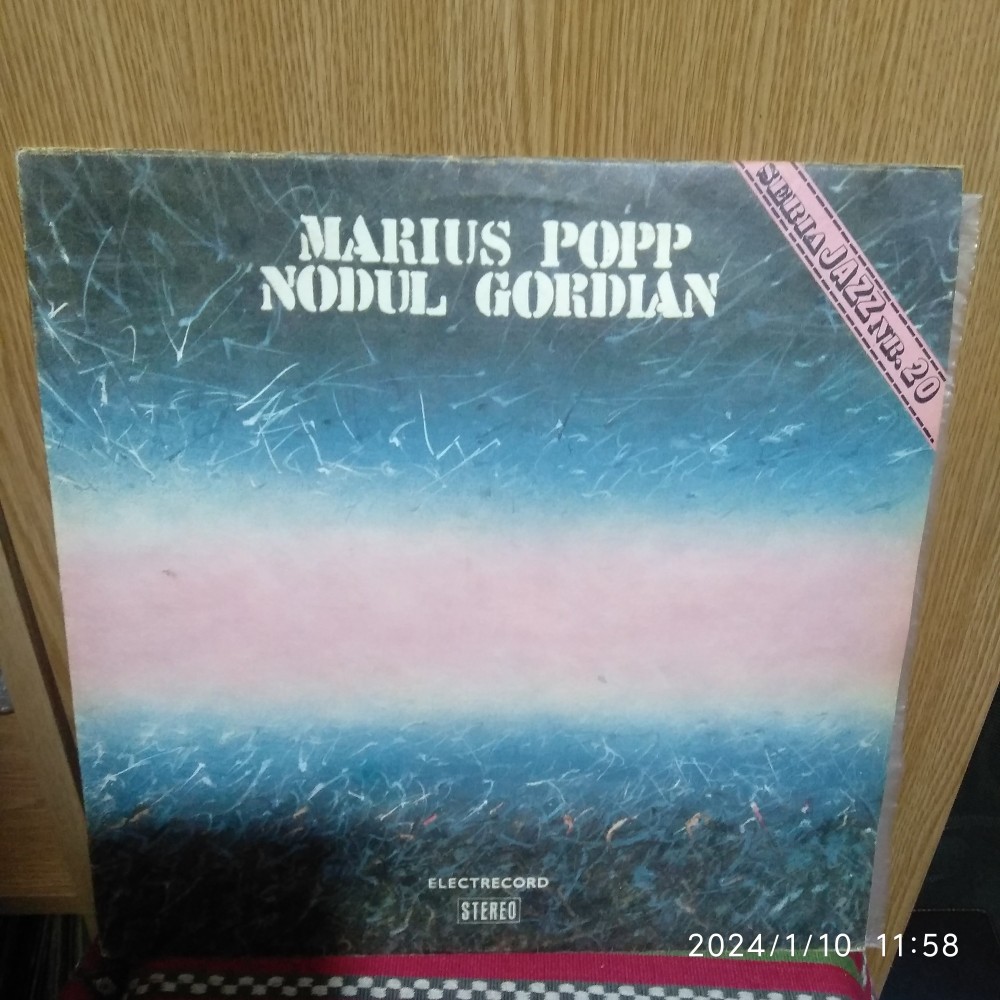 MARIUS POPP
NODUL GORDIAN
SERIA JAZZ NR. 20
ELECTRECORD
STEREO
2024/1/10 11:58